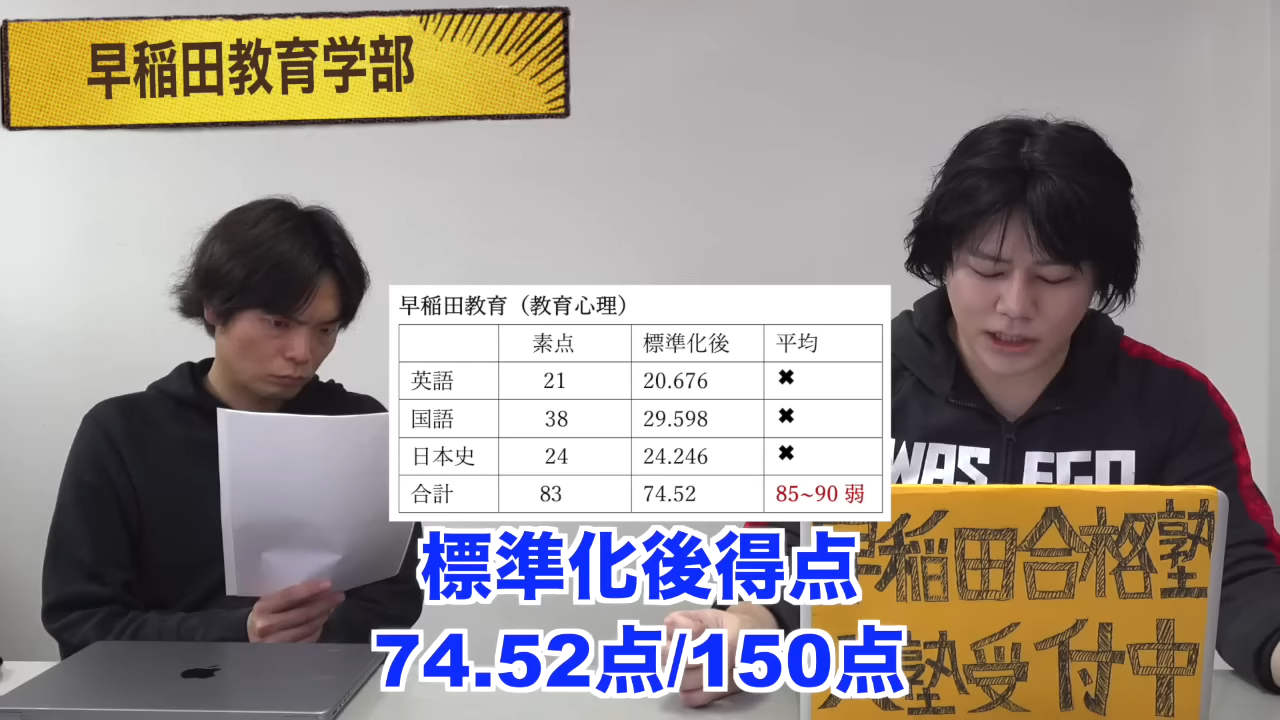 早稲田教育学部
早稲田教育（教育心理）
素点 標準化後 平均
英語 21 20.676 ✖
国語 38 29.598 ✖
日本史 24 24.246 ✖
合計 83 74.52 85~90 弱
WAS EGO
標準化後得点
74.52点/150点
早稲田合格塾
入塾受付中